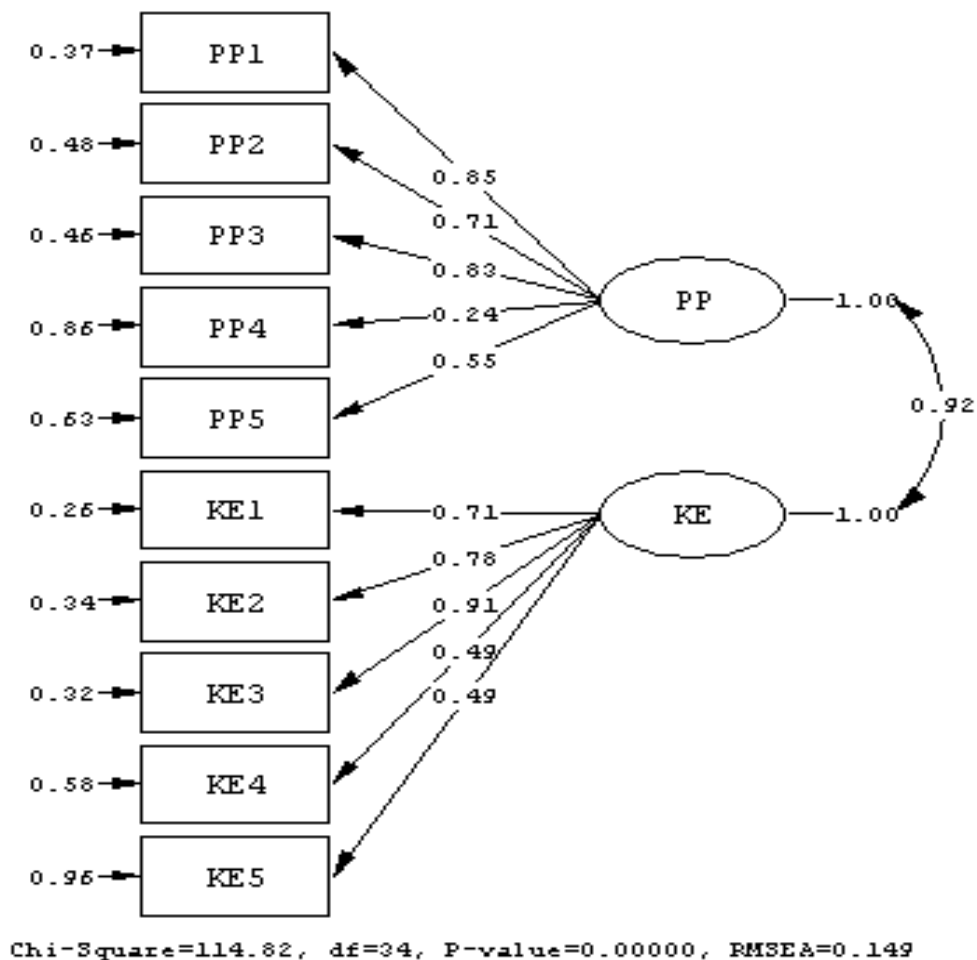 0.37 PP1
0.85
0.48 PP2
0.71
0.46 PP3
0.83
PP 1.00
0.86 PP4
0.24
0.55
0.63 PP5
0.92
0.26 KE1
0.71
KE 1.00
0.78
0.34 KE2
0.91
0.49
0.32 KE3
0.49
0.58 KE4
0.96 KE5
Chi-Square=114.82, df=34, P-value=0.00000, RMSEA=0.149